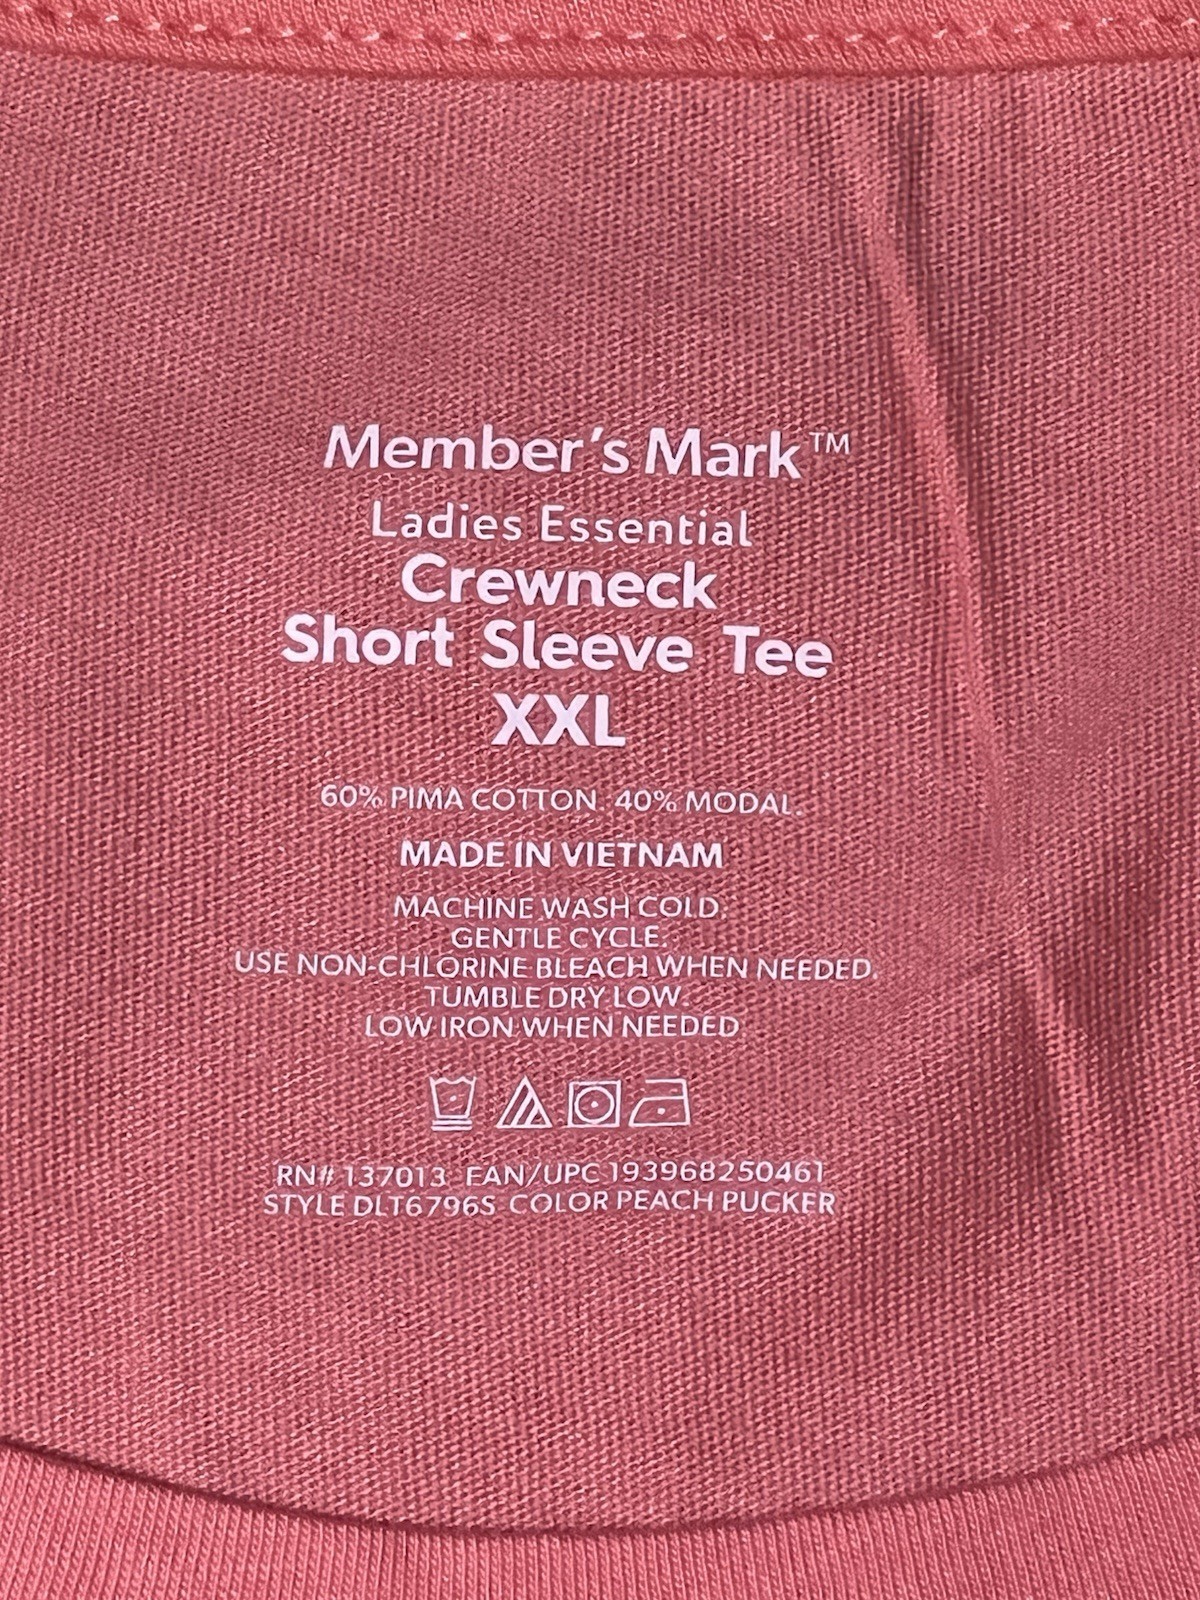 Member's Mark™
Ladies Essential
Crewneck
Short Sleeve Tee
XXL
60% PIMA COTTON. 40% MODAL.
MADE IN VIETNAM
MACHINE WASH COLD.
GENTLE CYCLE.
USE NON-CHLORINE BLEACH WHEN NEEDED.
TUMBLE DRY LOW.
LOW IRON WHEN NEEDED.
RN# 137013 EAN/UPC 193968250461
STYLE DLT6796S COLOR PEACH PUCKER